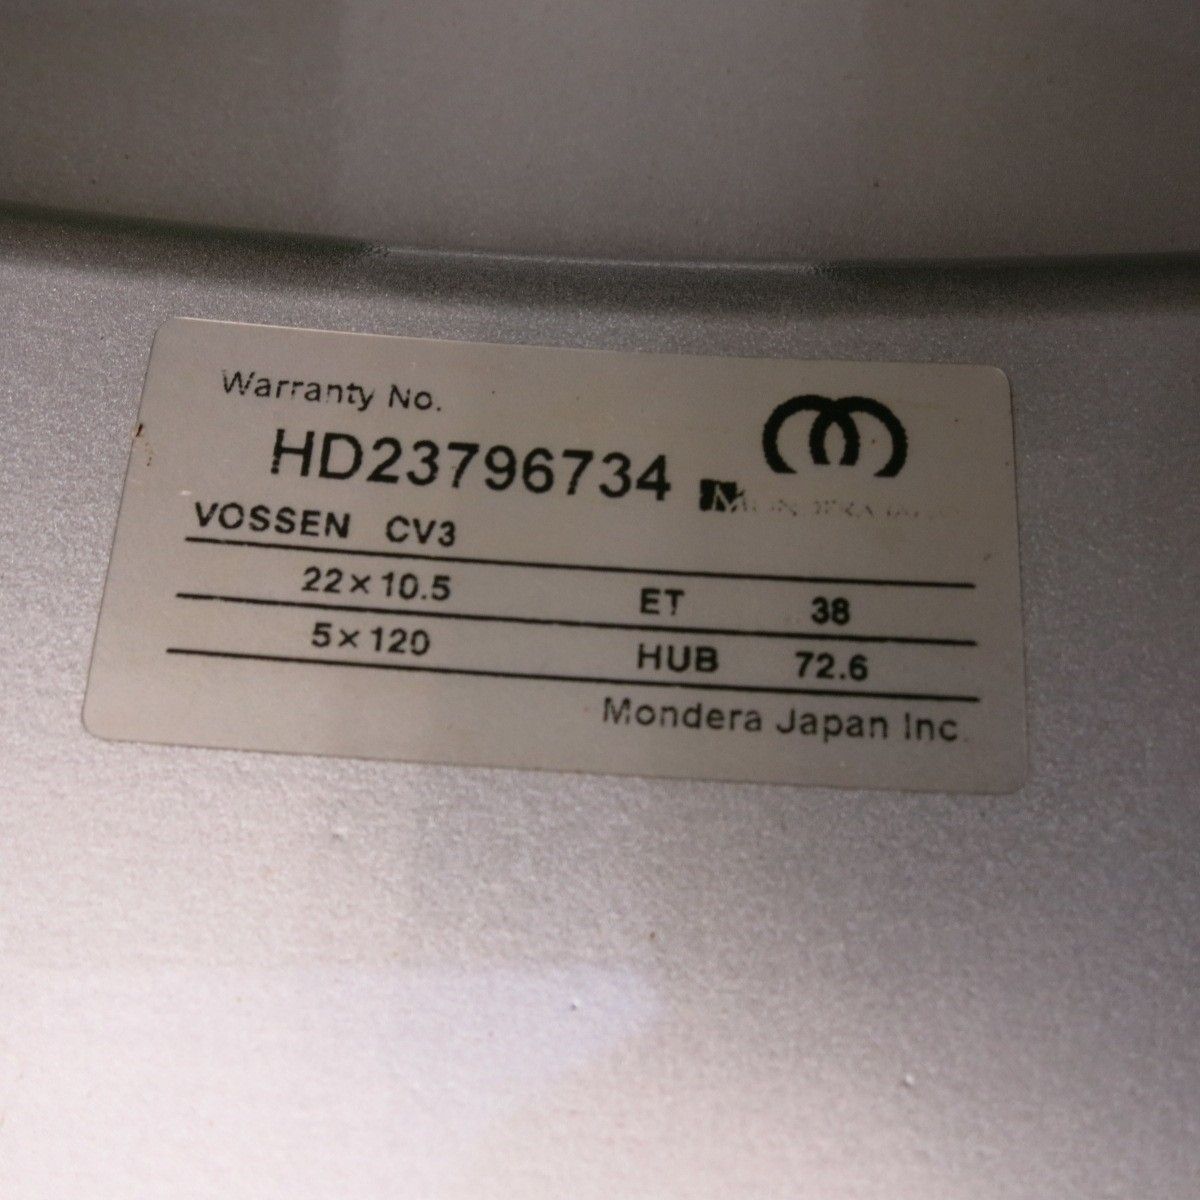 Warranty No.
HD23796734
VOSSEN CV3
22×10.5 ET 38
5×120 HUB 72.6
Mondera Japan Inc.